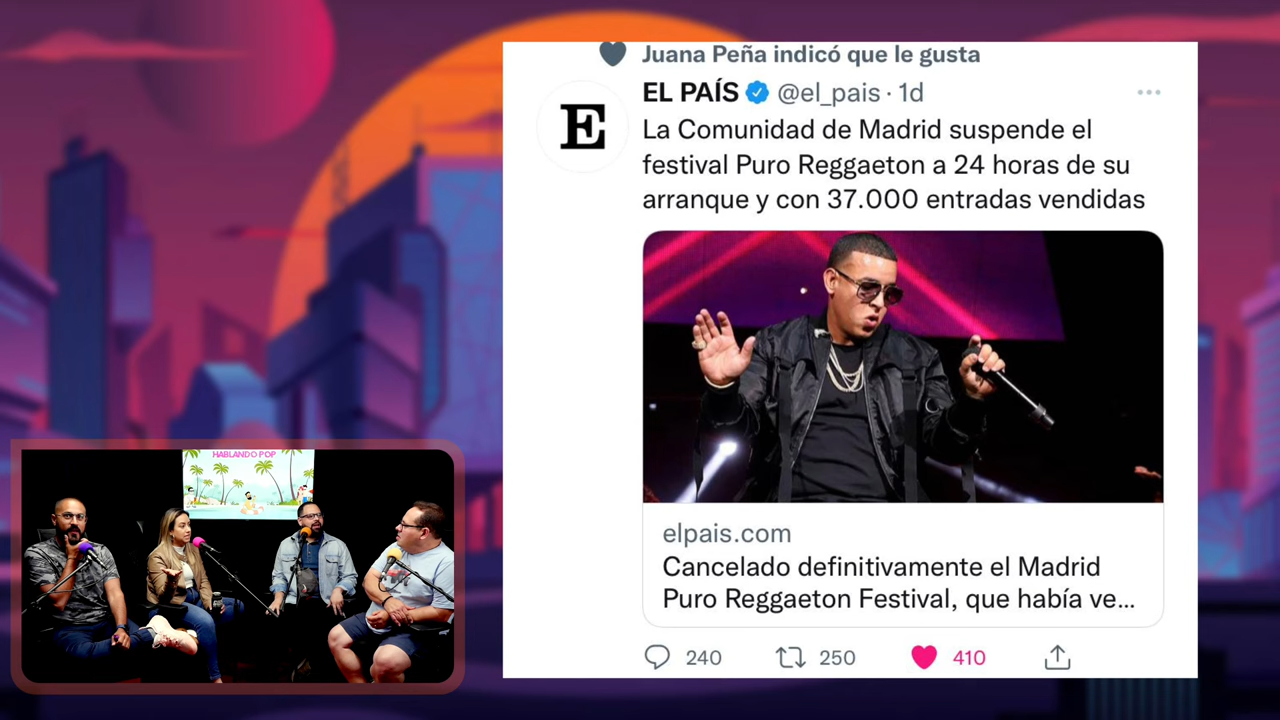 Juana Peña indicó que le gusta
EL PAÍS @el_pais · 1d
La Comunidad de Madrid suspende el
festival Puro Reggaeton a 24 horas de su
arranque y con 37.000 entradas vendidas
E
elpais.com
Cancelado definitivamente el Madrid
Puro Reggaeton Festival, que había ve...
240 250 410
HABLANDO POP